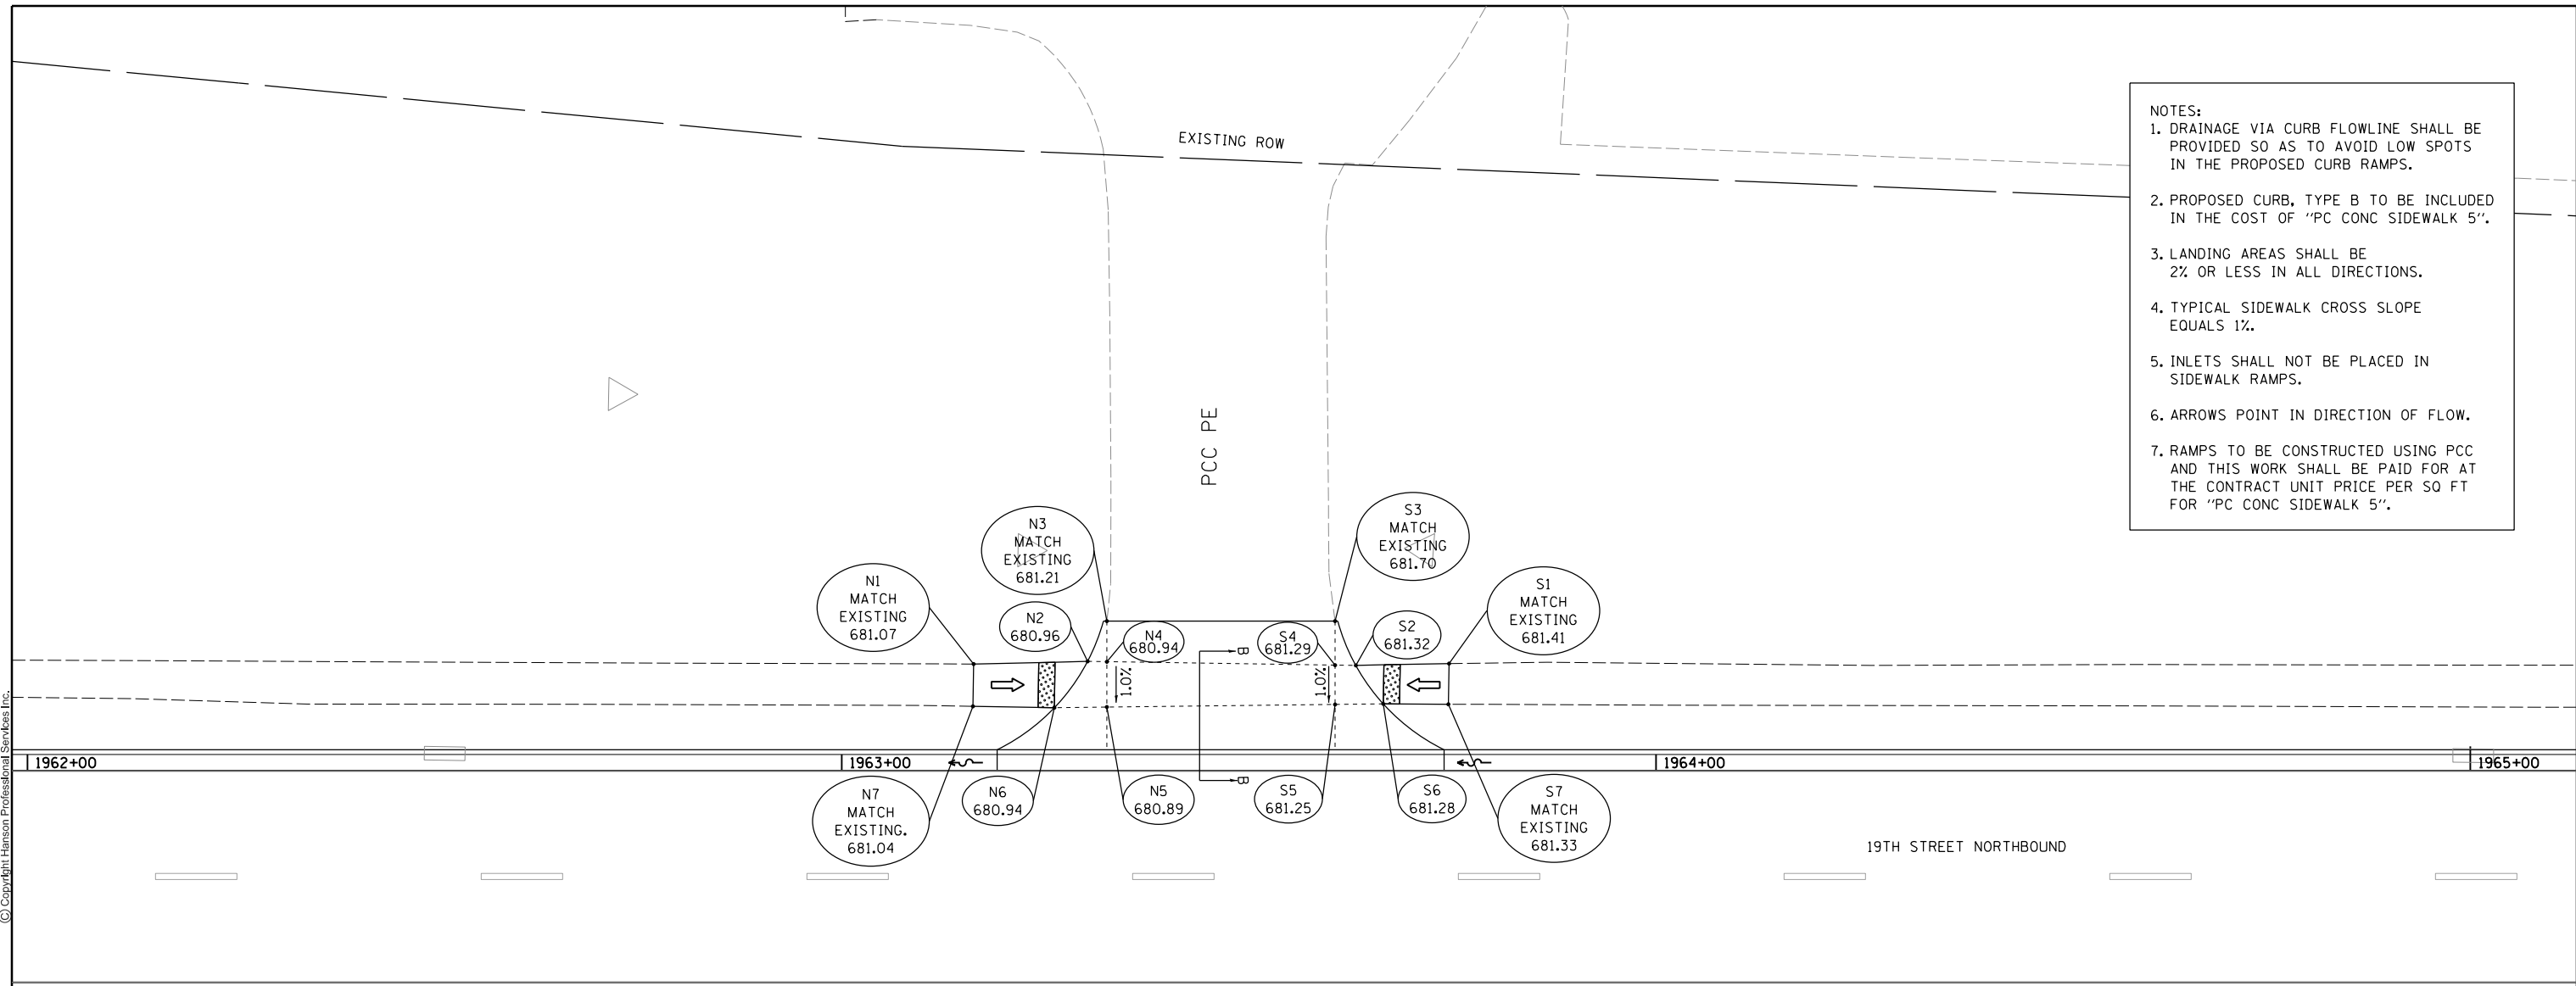 EXISTING ROW
NOTES:
1. DRAINAGE VIA CURB FLOWLINE SHALL BE
PROVIDED SO AS TO AVOID LOW SPOTS
IN THE PROPOSED CURB RAMPS.
2. PROPOSED CURB, TYPE B TO BE INCLUDED
IN THE COST OF "PC CONC SIDEWALK 5".
3. LANDING AREAS SHALL BE
2% OR LESS IN ALL DIRECTIONS.
4. TYPICAL SIDEWALK CROSS SLOPE
EQUALS 1%.
5. INLETS SHALL NOT BE PLACED IN
SIDEWALK RAMPS.
6. ARROWS POINT IN DIRECTION OF FLOW.
7. RAMPS TO BE CONSTRUCTED USING PCC
AND THIS WORK SHALL BE PAID FOR AT
THE CONTRACT UNIT PRICE PER SQ FT
FOR "PC CONC SIDEWALK 5".
PCC PE
N3
MATCH
EXISTING
681.21
S3
MATCH
EXISTING
681.70
N1
MATCH
EXISTING
681.07
N2
680.96
N4
680.94
S4
681.29
S2
681.32
S1
MATCH
EXISTING
681.41
B
1.0%
1.0%
B
1962+00
1963+00
1964+00
1965+00
N7
MATCH
EXISTING.
681.04
N6
680.94
N5
680.89
S5
681.25
S6
681.28
S7
MATCH
EXISTING
681.33
19TH STREET NORTHBOUND
(C) Copyright Hanson Professional Services Inc.